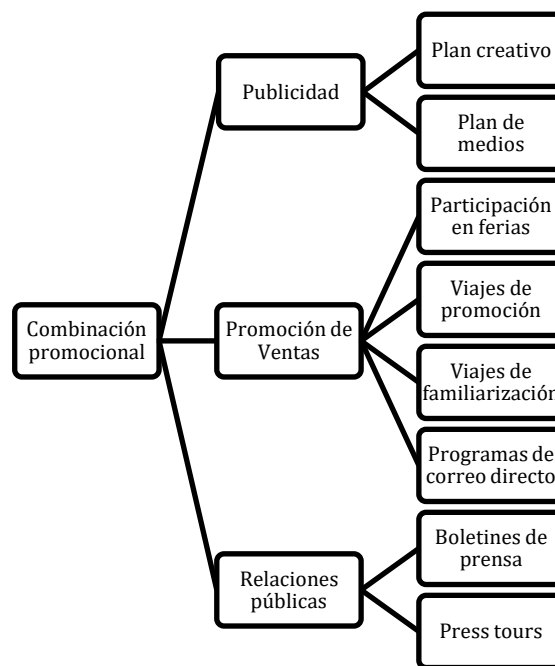 Combinación
promocional
Publicidad
Plan creativo
Plan de
medios
Promoción de
Ventas
Participación
en ferias
Viajes de
promoción
Viajes de
familiarización
Programas de
correo directo
Relaciones
públicas
Boletines de
prensa
Press tours